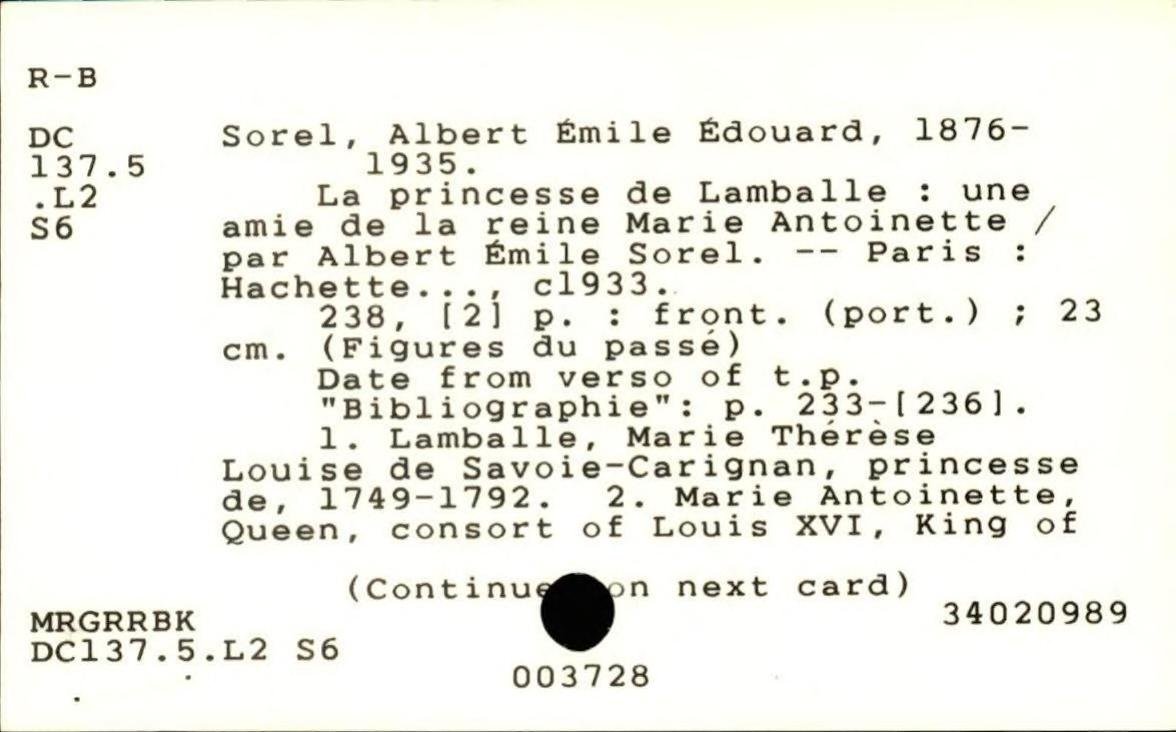 R-B
DC
137.5
.L2
S6
Sorel, Albert Émile Édouard, 1876-
1935.
La princesse de Lamballe : une
amie de la reine Marie Antoinette /
par Albert Émile Sorel. -- Paris :
Hachette..., c1933.
238, [2] p. : front. (port.) ; 23
cm. (Figures du passé)
Date from verso of t.p.
"Bibliographie": p. 233-[236].
1. Lamballe, Marie Thérèse
Louise de Savoie-Carignan, princesse
de, 1749-1792. 2. Marie Antoinette,
Queen, consort of Louis XVI, King of
(Continue on next card)
MRGRRBK
34020989
DC137.5.L2 S6
003728